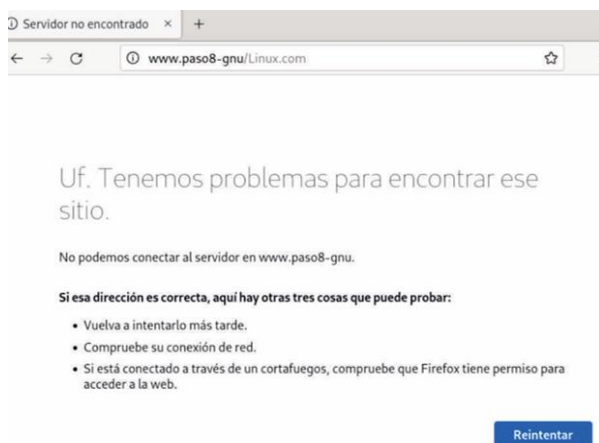 Servidor no encontrado × +
www.paso8-gnu/Linux.com
Uf. Tenemos problemas para encontrar ese
sitio.
No podemos conectar al servidor en www.paso8-gnu.
Si esa dirección es correcta, aquí hay otras tres cosas que puede probar:
• Vuelva a intentarlo más tarde.
• Compruebe su conexión de red.
• Si está conectado a través de un cortafuegos, compruebe que Firefox tiene permiso para
acceder a la web.
Reintentar